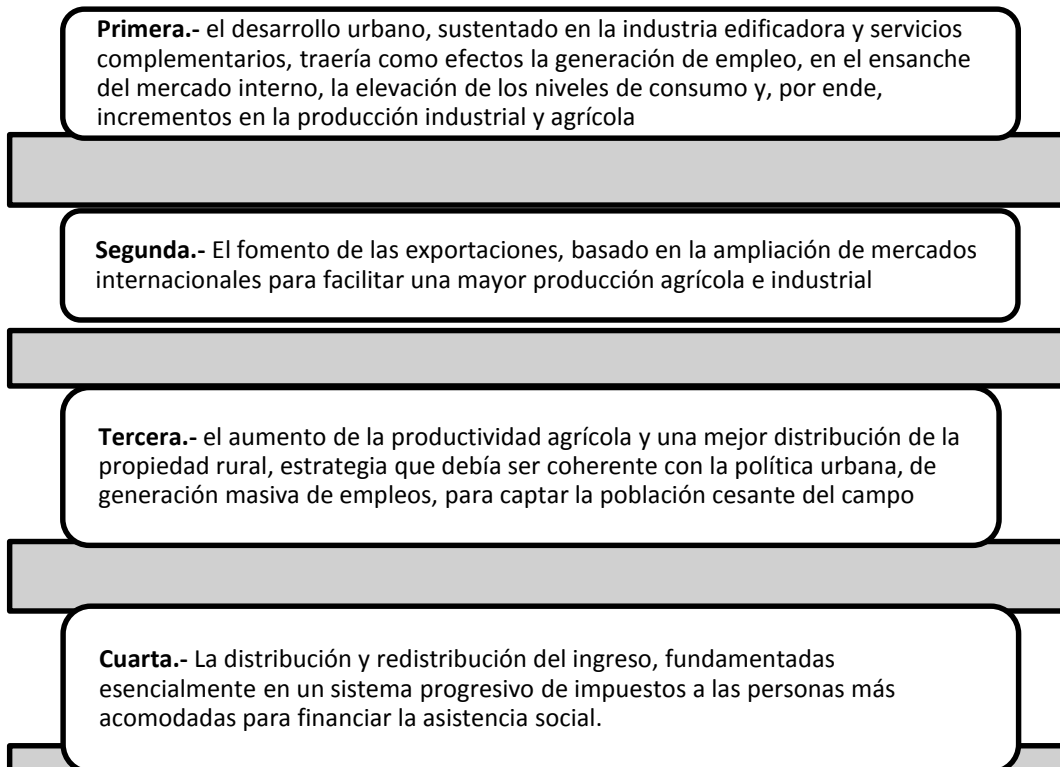 Primera.- el desarrollo urbano, sustentado en la industria edificadora y servicios
complementarios, traería como efectos la generación de empleo, en el ensanche
del mercado interno, la elevación de los niveles de consumo y, por ende,
incrementos en la producción industrial y agrícola
Segunda.- El fomento de las exportaciones, basado en la ampliación de mercados
internacionales para facilitar una mayor producción agrícola e industrial
Tercera.- el aumento de la productividad agrícola y una mejor distribución de la
propiedad rural, estrategia que debía ser coherente con la política urbana, de
generación masiva de empleos, para captar la población cesante del campo
Cuarta.- La distribución y redistribución del ingreso, fundamentadas
esencialmente en un sistema progresivo de impuestos a las personas más
acomodadas para financiar la asistencia social.